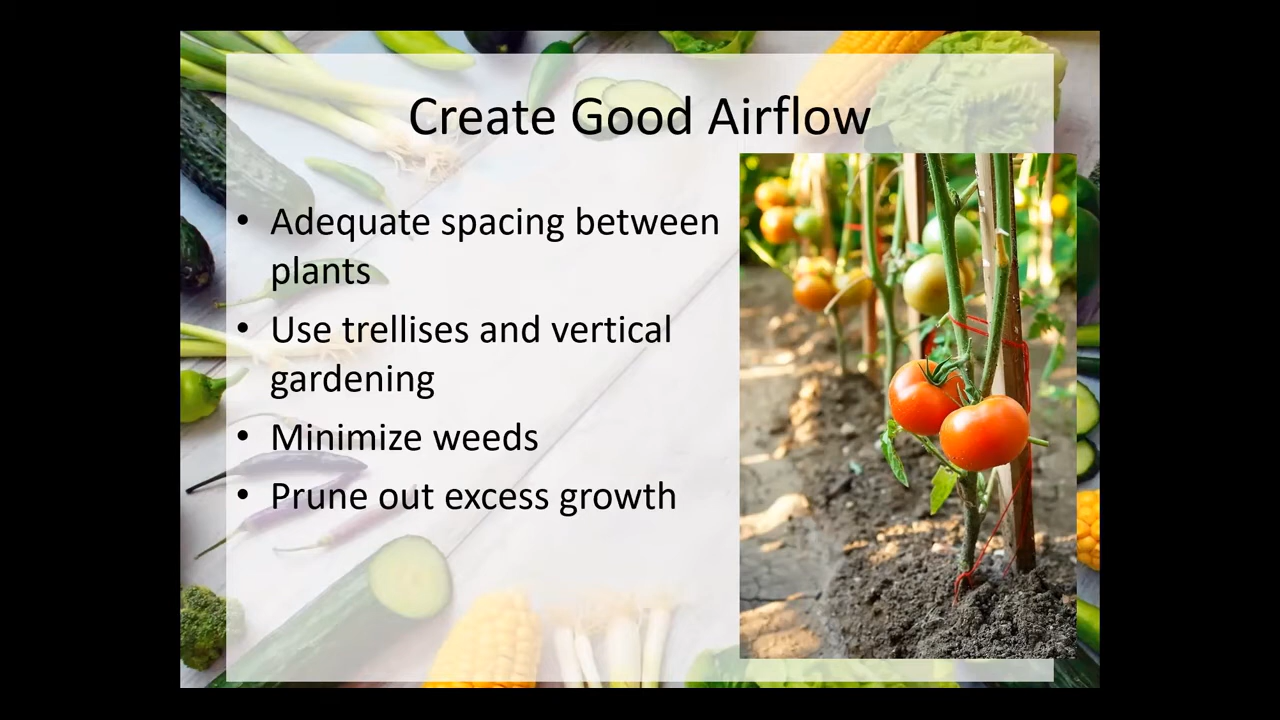 Create Good Airflow
• Adequate spacing between
plants
• Use trellises and vertical
gardening
• Minimize weeds
• Prune out excess growth